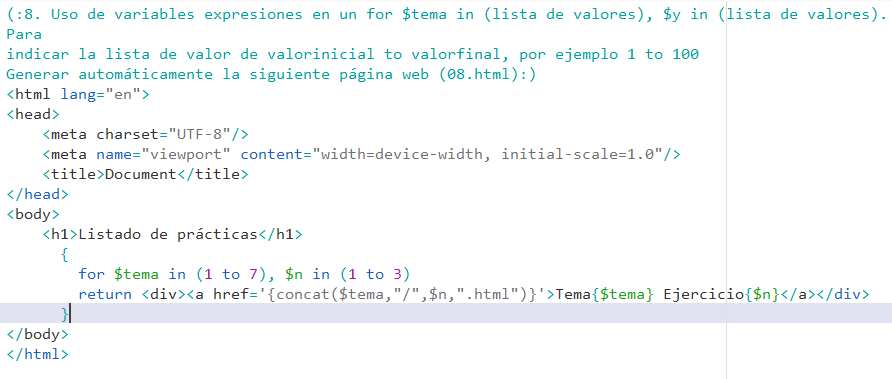 (:8. Uso de variables expresiones en un for $tema in (lista de valores), $y in (lista de valores).
Para
indicar la lista de valor de valorinicial to valorfinal, por ejemplo 1 to 100
Generar automáticamente la siguiente página web (08.html):)
<html lang="en">
<head>
    <meta charset="UTF-8"/>
    <meta name="viewport" content="width=device-width, initial-scale=1.0"/>
    <title>Document</title>
</head>
<body>
    <h1>Listado de prácticas</h1>
      {
        for $tema in (1 to 7), $n in (1 to 3)
        return <div><a href='{concat($tema,"/",$n,".html")}'>Tema{$tema} Ejercicio{$n}</a></div>
      }
</body>
</html>